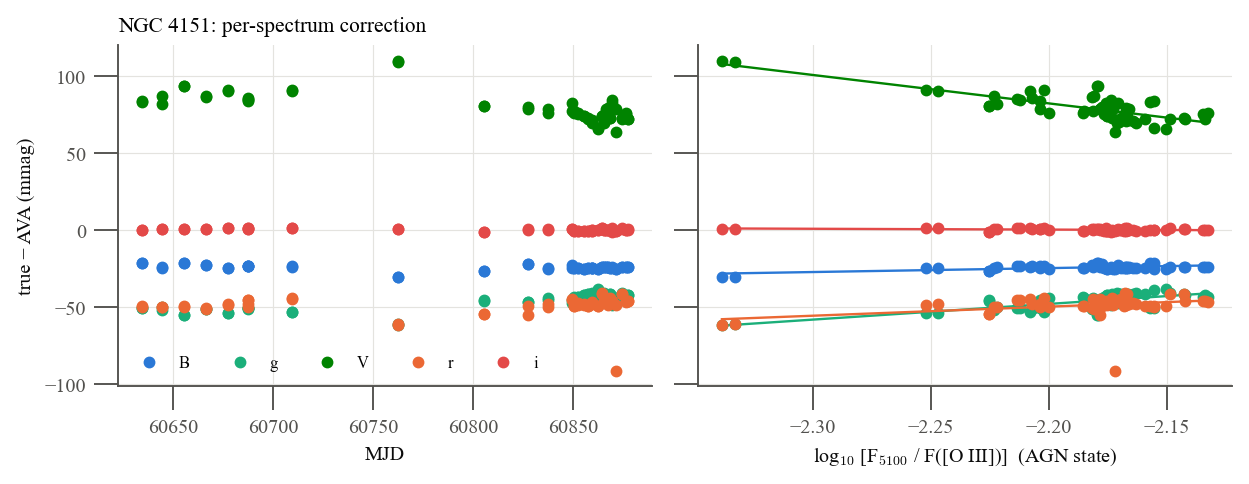 NGC 4151: per-spectrum correction
true − AVA (mmag)
100
50
0
−50
−100
B g V r i
60650 60700 60750 60800 60850
MJD
−2.30 −2.25 −2.20 −2.15
log₁₀ [F₅₁₀₀ / F([O III])] (AGN state)